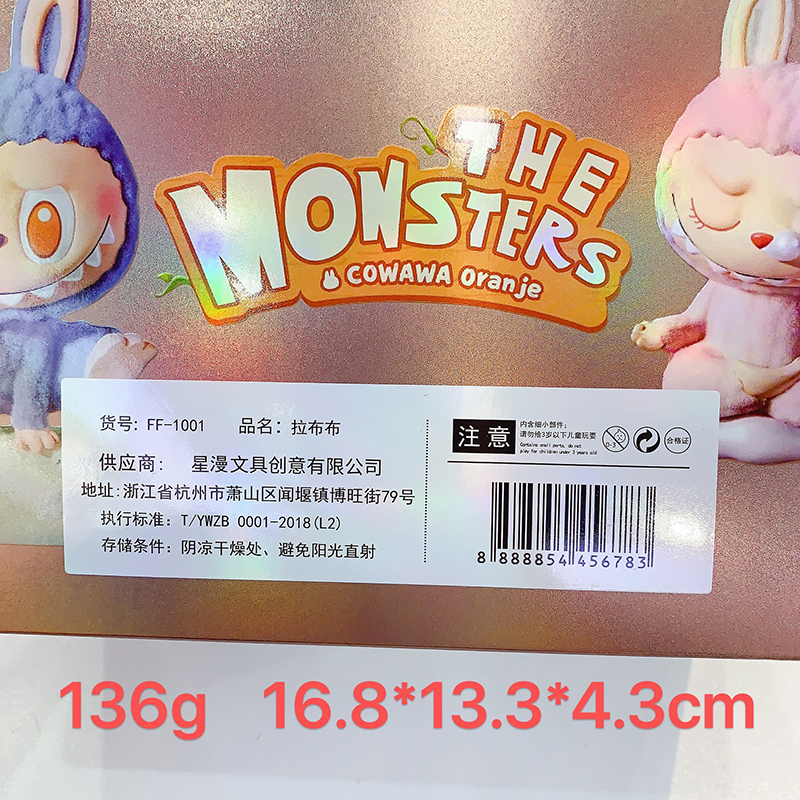 THE
MONSTERS
COWAWA Oranje
货号: FF-1001 品名: 拉布布
供应商: 星漫文具创意有限公司
地址:浙江省杭州市萧山区闻堰镇博旺街79号
执行标准: T/YWZB 0001-2018(L2)
存储条件: 阴凉干燥处、避免阳光直射
注意
内含细小部件:
请勿给3岁以下儿童玩耍
Contains small parts, do not
play for children under 3 years old
0-3
合格证
8 888854 456783
136g 16.8*13.3*4.3cm